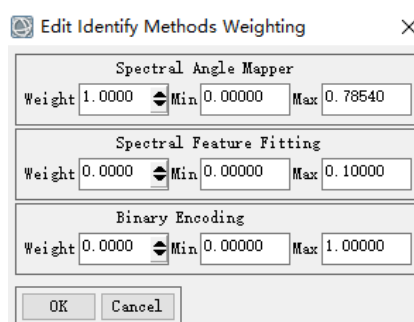 Edit Identify Methods Weighting
Spectral Angle Mapper
Weight 1.0000 Min 0.00000 Max 0.78540
Spectral Feature Fitting
Weight 0.0000 Min 0.00000 Max 0.10000
Binary Encoding
Weight 0.0000 Min 0.00000 Max 1.00000
OK Cancel